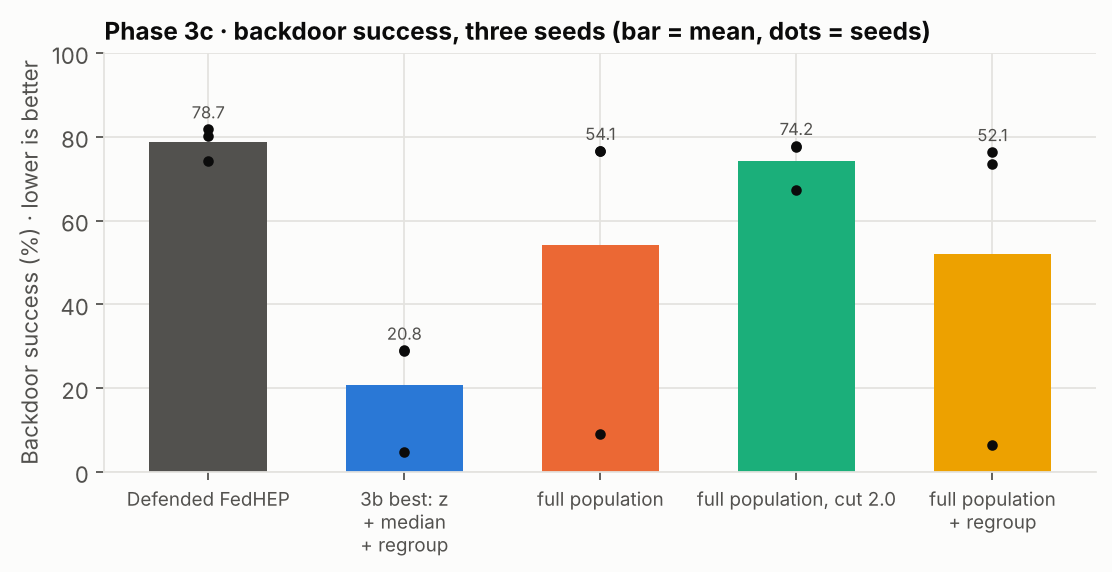 Phase 3c · backdoor success, three seeds (bar = mean, dots = seeds)
Backdoor success (%) · lower is better
100
80
60
40
20
0
78.7
20.8
54.1
74.2
52.1
Defended FedHEP
3b best: z
+ median
+ regroup
full population
full population, cut 2.0
full population
+ regroup